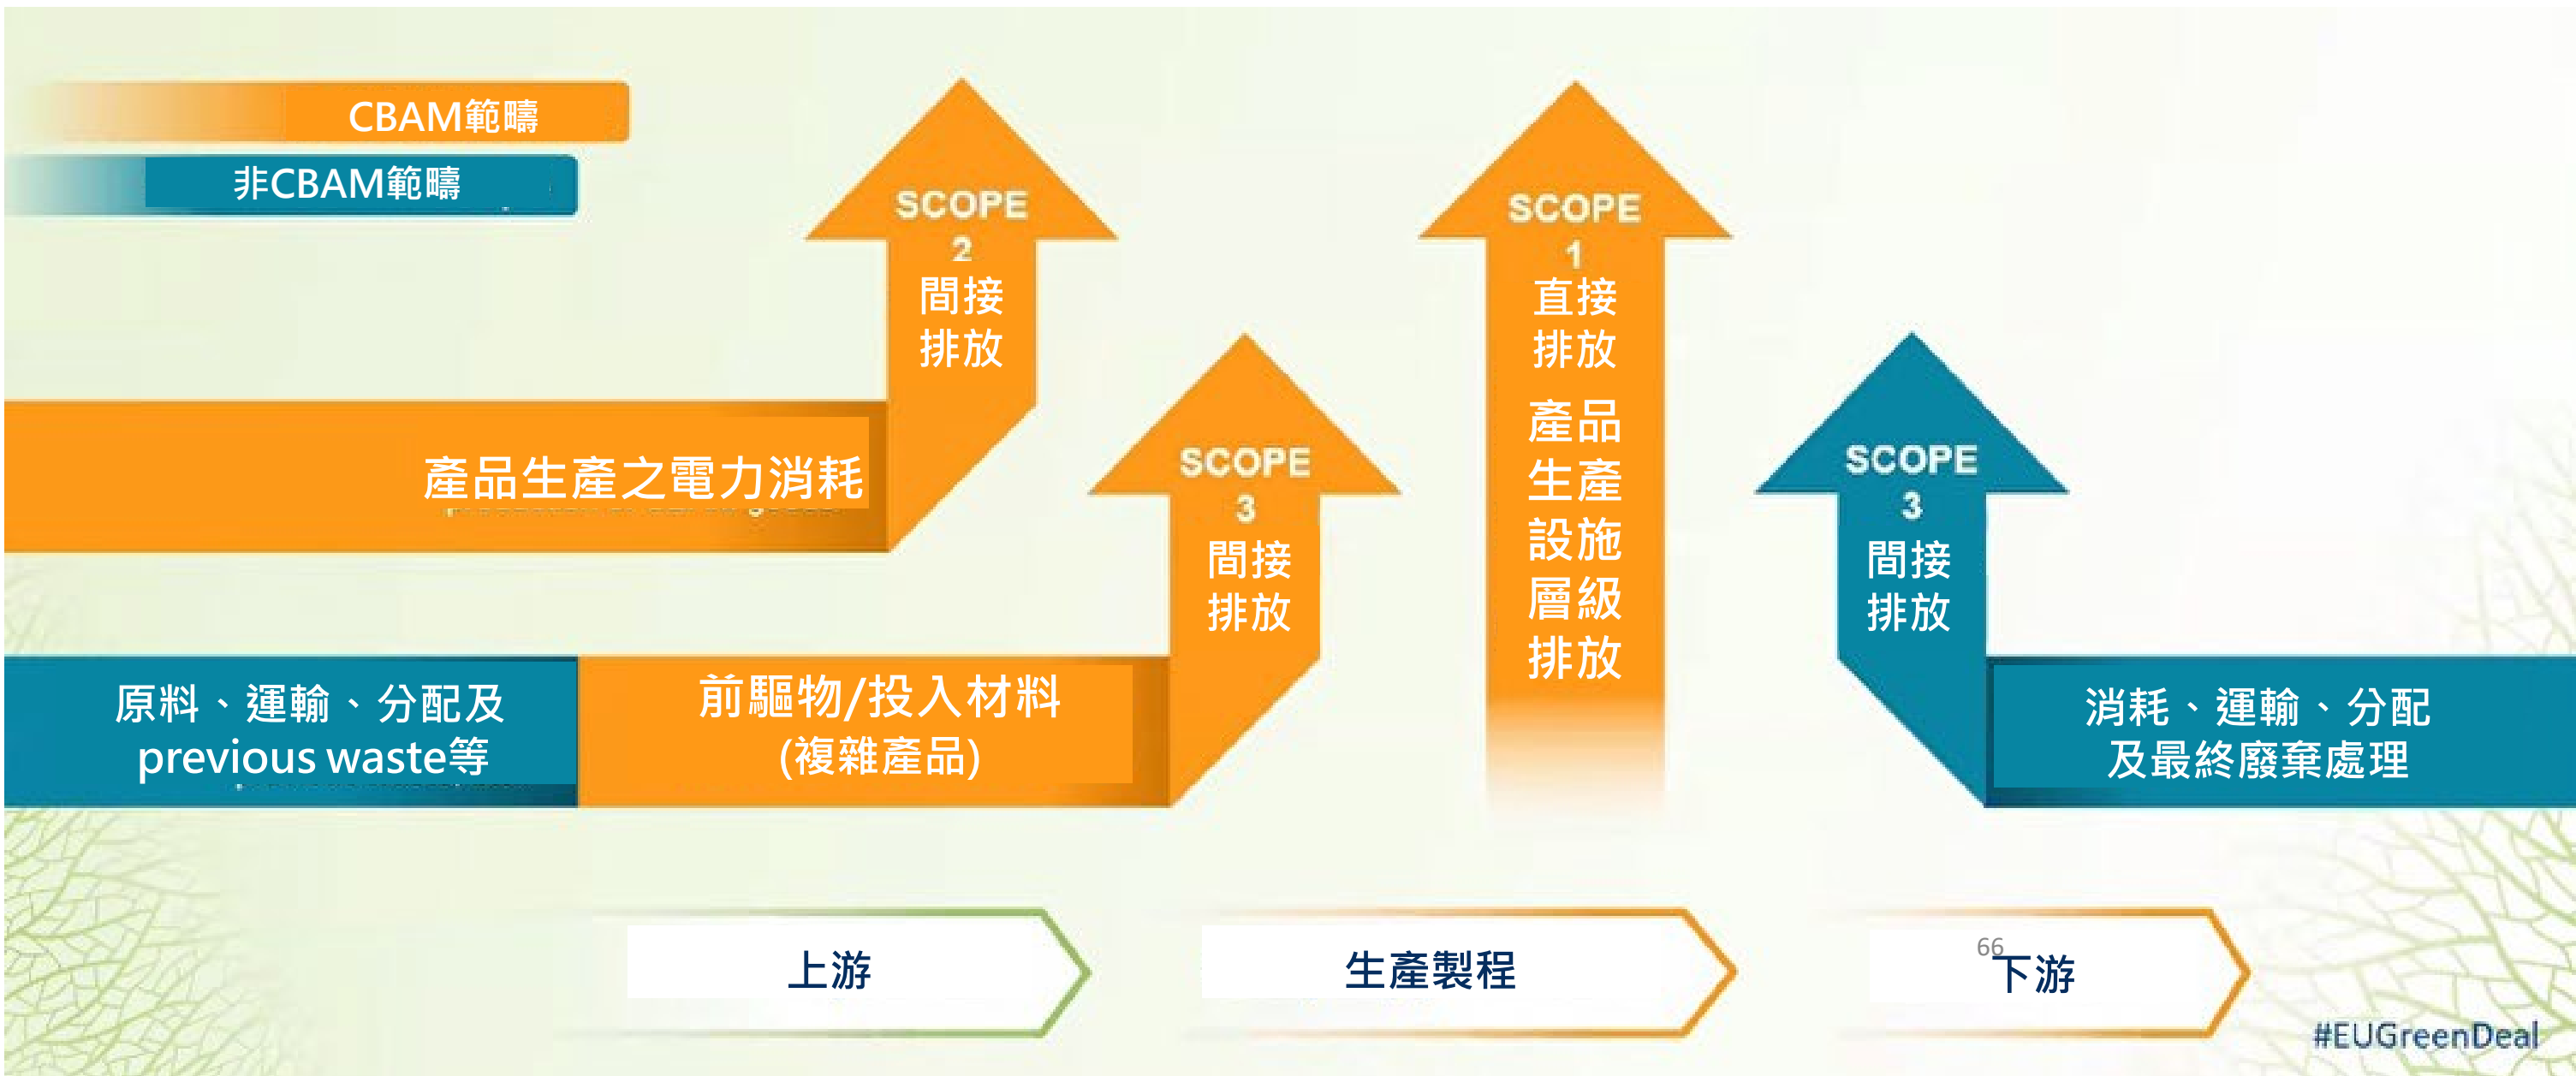 CBAM範疇
非CBAM範疇
SCOPE
2
間接
排放
產品生產之電力消耗
SCOPE
3
間接
排放
原料、運輸、分配及
previous waste等
前驅物/投入材料
(複雜產品)
SCOPE
1
直接
排放
產品
生產
設施
層級
排放
SCOPE
3
間接
排放
消耗、運輸、分配
及最終廢棄處理
上游
生產製程
66
下游
#EUGreenDeal